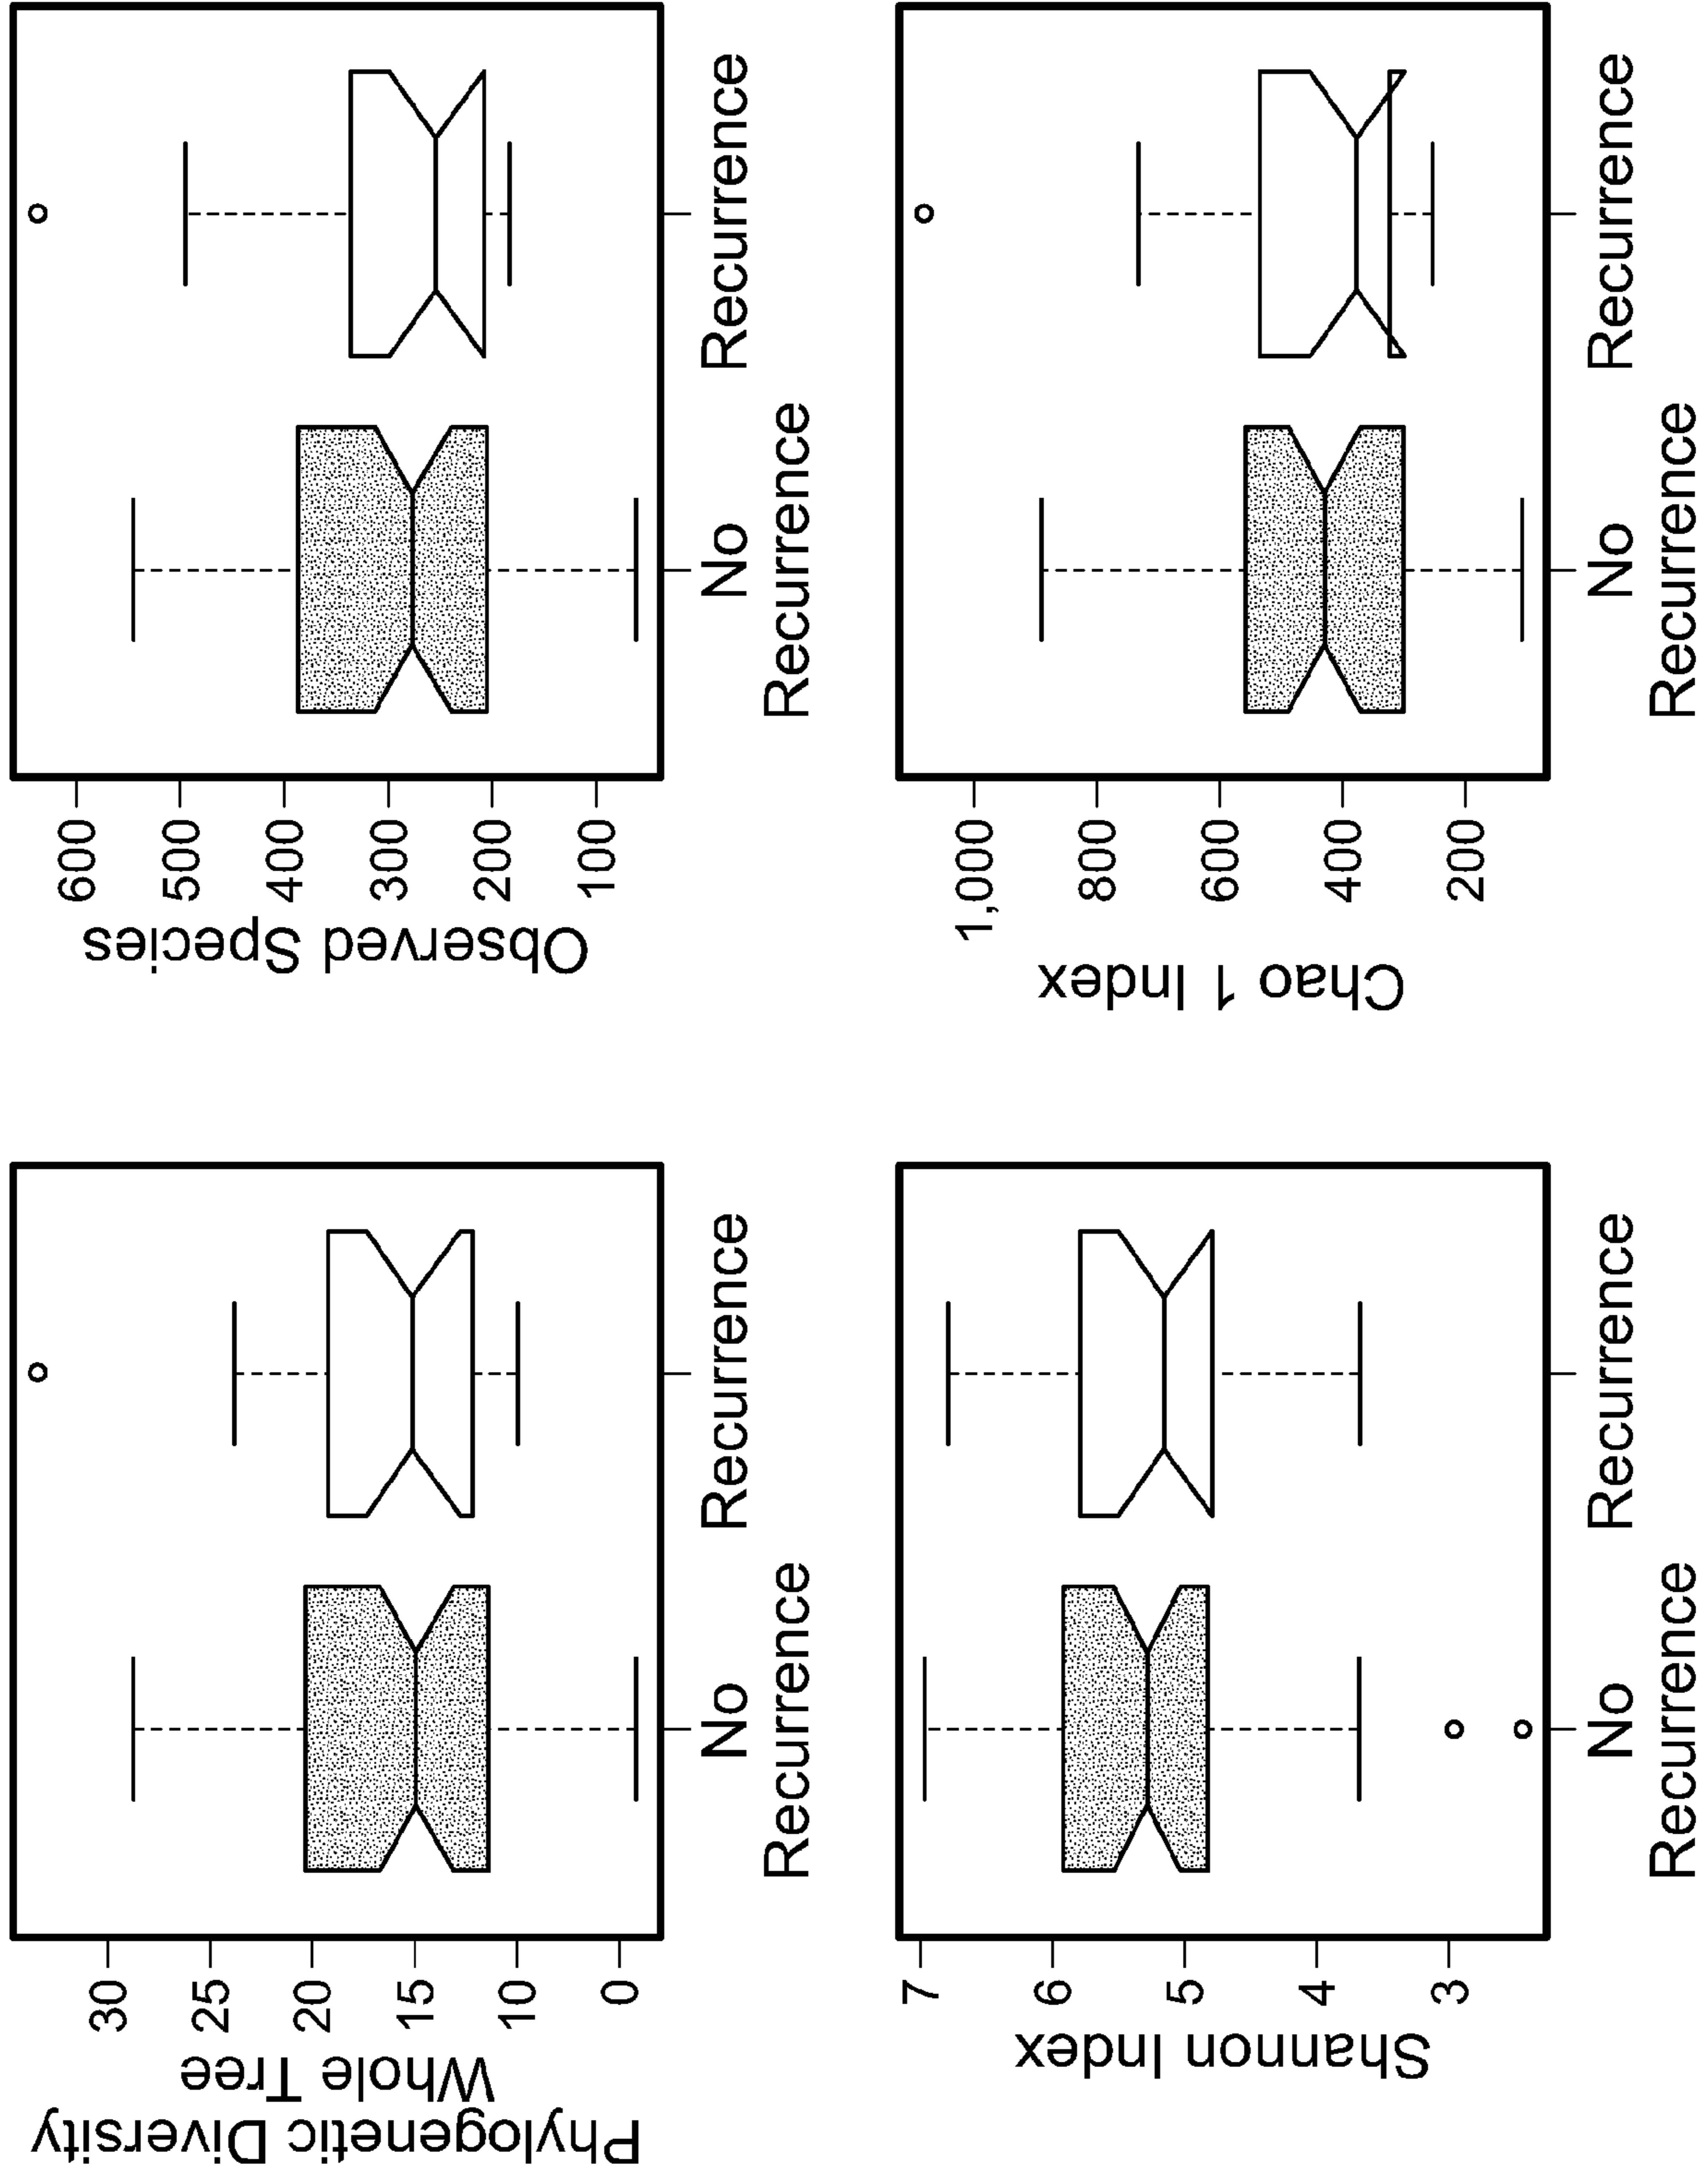 Phylogenetic Diversity
Whole Tree
30
25
20
15
10
0
No
Recurrence
Recurrence
Observed Species
600
500
400
300
200
100
No
Recurrence
Recurrence
Shannon Index
7
6
5
4
3
No
Recurrence
Recurrence
Chao 1 Index
1,000
800
600
400
200
No
Recurrence
Recurrence